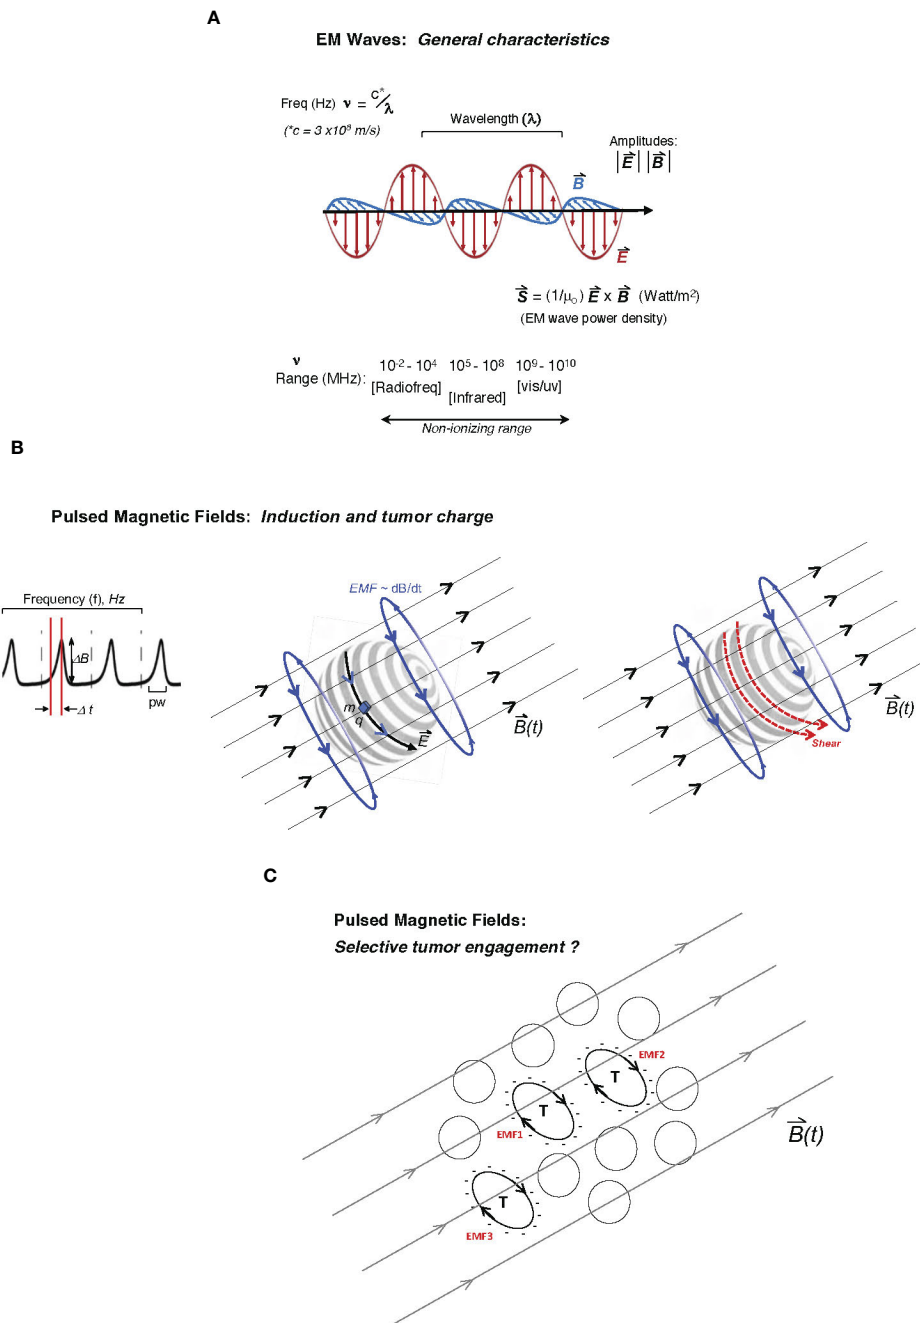 A
EM Waves: General characteristics
Freq (Hz) ν = c*/λ
(*c = 3 x10⁸ m/s)
Wavelength (λ)
Amplitudes:
|E⃗| |B⃗|
B⃗
E⃗
S⃗ = (1/μ₀) E⃗ x B⃗ (Watt/m²)
(EM wave power density)
ν
Range (MHz):
10⁻² - 10⁴ 10⁵ - 10⁸ 10⁹ - 10¹⁰
[Radiofreq] [Infrared] [vis/uv]
Non-ionizing range
B
Pulsed Magnetic Fields: Induction and tumor charge
Frequency (f), Hz
ΔB
Δ t
pw
EMF ~ dB/dt
m
q
E⃗
B⃗(t)
Shear
B⃗(t)
C
Pulsed Magnetic Fields:
Selective tumor engagement ?
EMF2
T
T
EMF1
B⃗(t)
T
EMF3